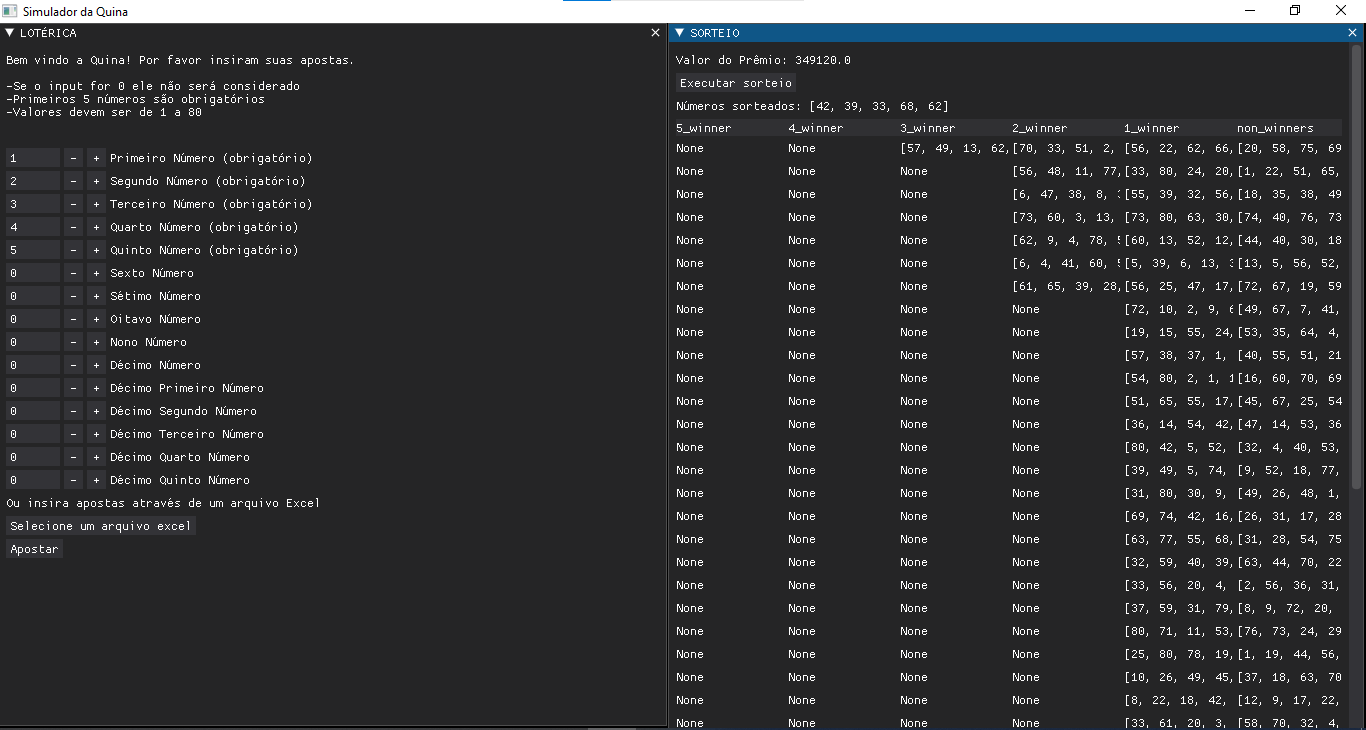 Simulador da Quina
LOTÉRICA
Bem vindo a Quina! Por favor insiram suas apostas.
-Se o input for 0 ele não será considerado
-Primeiros 5 números são obrigatórios
-Valores devem ser de 1 a 80
1 - + Primeiro Número (obrigatório)
2 - + Segundo Número (obrigatório)
3 - + Terceiro Número (obrigatório)
4 - + Quarto Número (obrigatório)
5 - + Quinto Número (obrigatório)
0 - + Sexto Número
0 - + Sétimo Número
0 - + Oitavo Número
0 - + Nono Número
0 - + Décimo Número
0 - + Décimo Primeiro Número
0 - + Décimo Segundo Número
0 - + Décimo Terceiro Número
0 - + Décimo Quarto Número
0 - + Décimo Quinto Número
Ou insira apostas através de um arquivo Excel
Selecione um arquivo excel
Apostar
SORTEIO
Valor do Prêmio: 349120.0
Executar sorteio
Números sorteados: [42, 39, 33, 68, 62]
5_winner 4_winner 3_winner 2_winner 1_winner non_winners
None None [57, 49, 13, 62, [70, 33, 51, 2, [56, 22, 62, 66, [20, 58, 75, 69
None None None [56, 48, 11, 77, [33, 80, 24, 20, [1, 22, 51, 65,
None None None [6, 47, 38, 8, [55, 39, 32, 56, [18, 35, 38, 49
None None None [73, 60, 3, 13, [73, 80, 63, 30, [74, 40, 76, 73
None None None [62, 9, 4, 78, [60, 13, 52, 12, [44, 40, 30, 18
None None None [6, 4, 41, 60, [5, 39, 6, 13, [13, 5, 56, 52,
None None None [61, 65, 39, 28, [56, 25, 47, 17, [72, 67, 19, 59
None None None None [72, 10, 2, 9, [49, 67, 7, 41,
None None None None [19, 15, 55, 24, [53, 35, 64, 4,
None None None None [57, 38, 37, 1, [40, 55, 51, 21
None None None None [54, 80, 2, 1, [16, 60, 70, 69
None None None None [51, 65, 55, 17, [45, 67, 25, 54
None None None None [36, 14, 54, 42, [47, 14, 53, 36
None None None None [80, 42, 5, 52, [32, 4, 40, 53,
None None None None [39, 49, 5, 74, [9, 52, 18, 77,
None None None None [31, 80, 30, 9, [49, 26, 48, 1,
None None None None [69, 74, 42, 16, [26, 31, 17, 28
None None None None [63, 77, 55, 68, [31, 28, 54, 75
None None None None [32, 59, 40, 39, [63, 44, 70, 22
None None None None [33, 56, 20, 4, [2, 56, 36, 31,
None None None None [37, 59, 31, 79, [8, 9, 72, 20,
None None None None [80, 71, 11, 53, [76, 73, 24, 29
None None None None [25, 80, 78, 19, [1, 19, 44, 56,
None None None None [10, 26, 49, 45, [37, 18, 63, 70
None None None None [8, 22, 18, 42, [12, 9, 17, 22,
None None None None [33, 61, 20, 3, [58, 70, 32, 4,